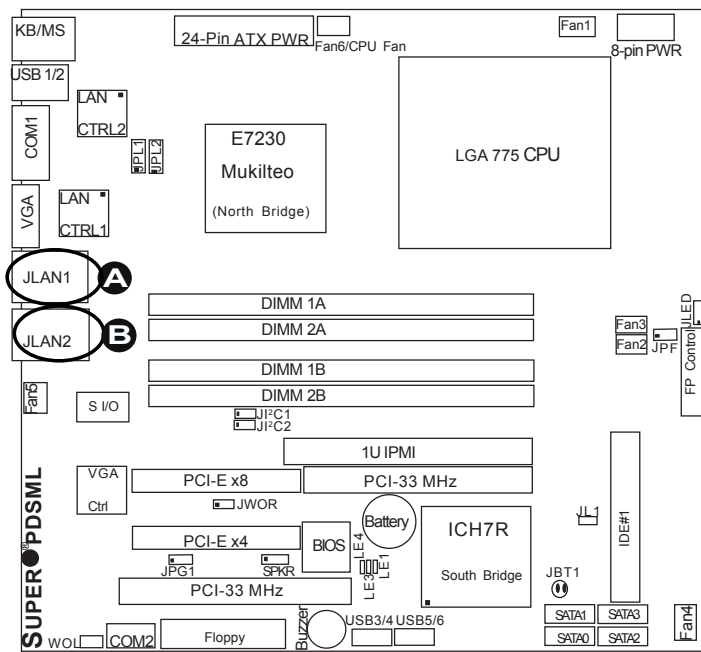 KB/MS
24-Pin ATX PWR
Fan6/CPU Fan
Fan1
8-pin PWR
USB 1/2
LAN
CTRL2
COM1
JPL1
JPL2
E7230
Mukilteo
(North Bridge)
LGA 775 CPU
VGA
LAN
CTRL1
JLAN1
A
JLAN2
B
DIMM 1A
DIMM 2A
DIMM 1B
DIMM 2B
Fan3
Fan2
JPF
JLED
FP Control
Fan5
S I/O
JI²C1
JI²C2
1U IPMI
VGA
Ctrl
PCI-E x8
PCI-33 MHz
JWOR
Battery
ICH7R
South Bridge
JL1
IDE#1
PCI-E x4
BIOS
LE4
LE3
LE1
JPG1
SPKR
JBT1
PCI-33 MHz
SUPER ® PDSML
Buzzer
USB3/4 USB5/6
SATA1
SATA3
SATA0
SATA2
Fan4
WOL
COM2
Floppy